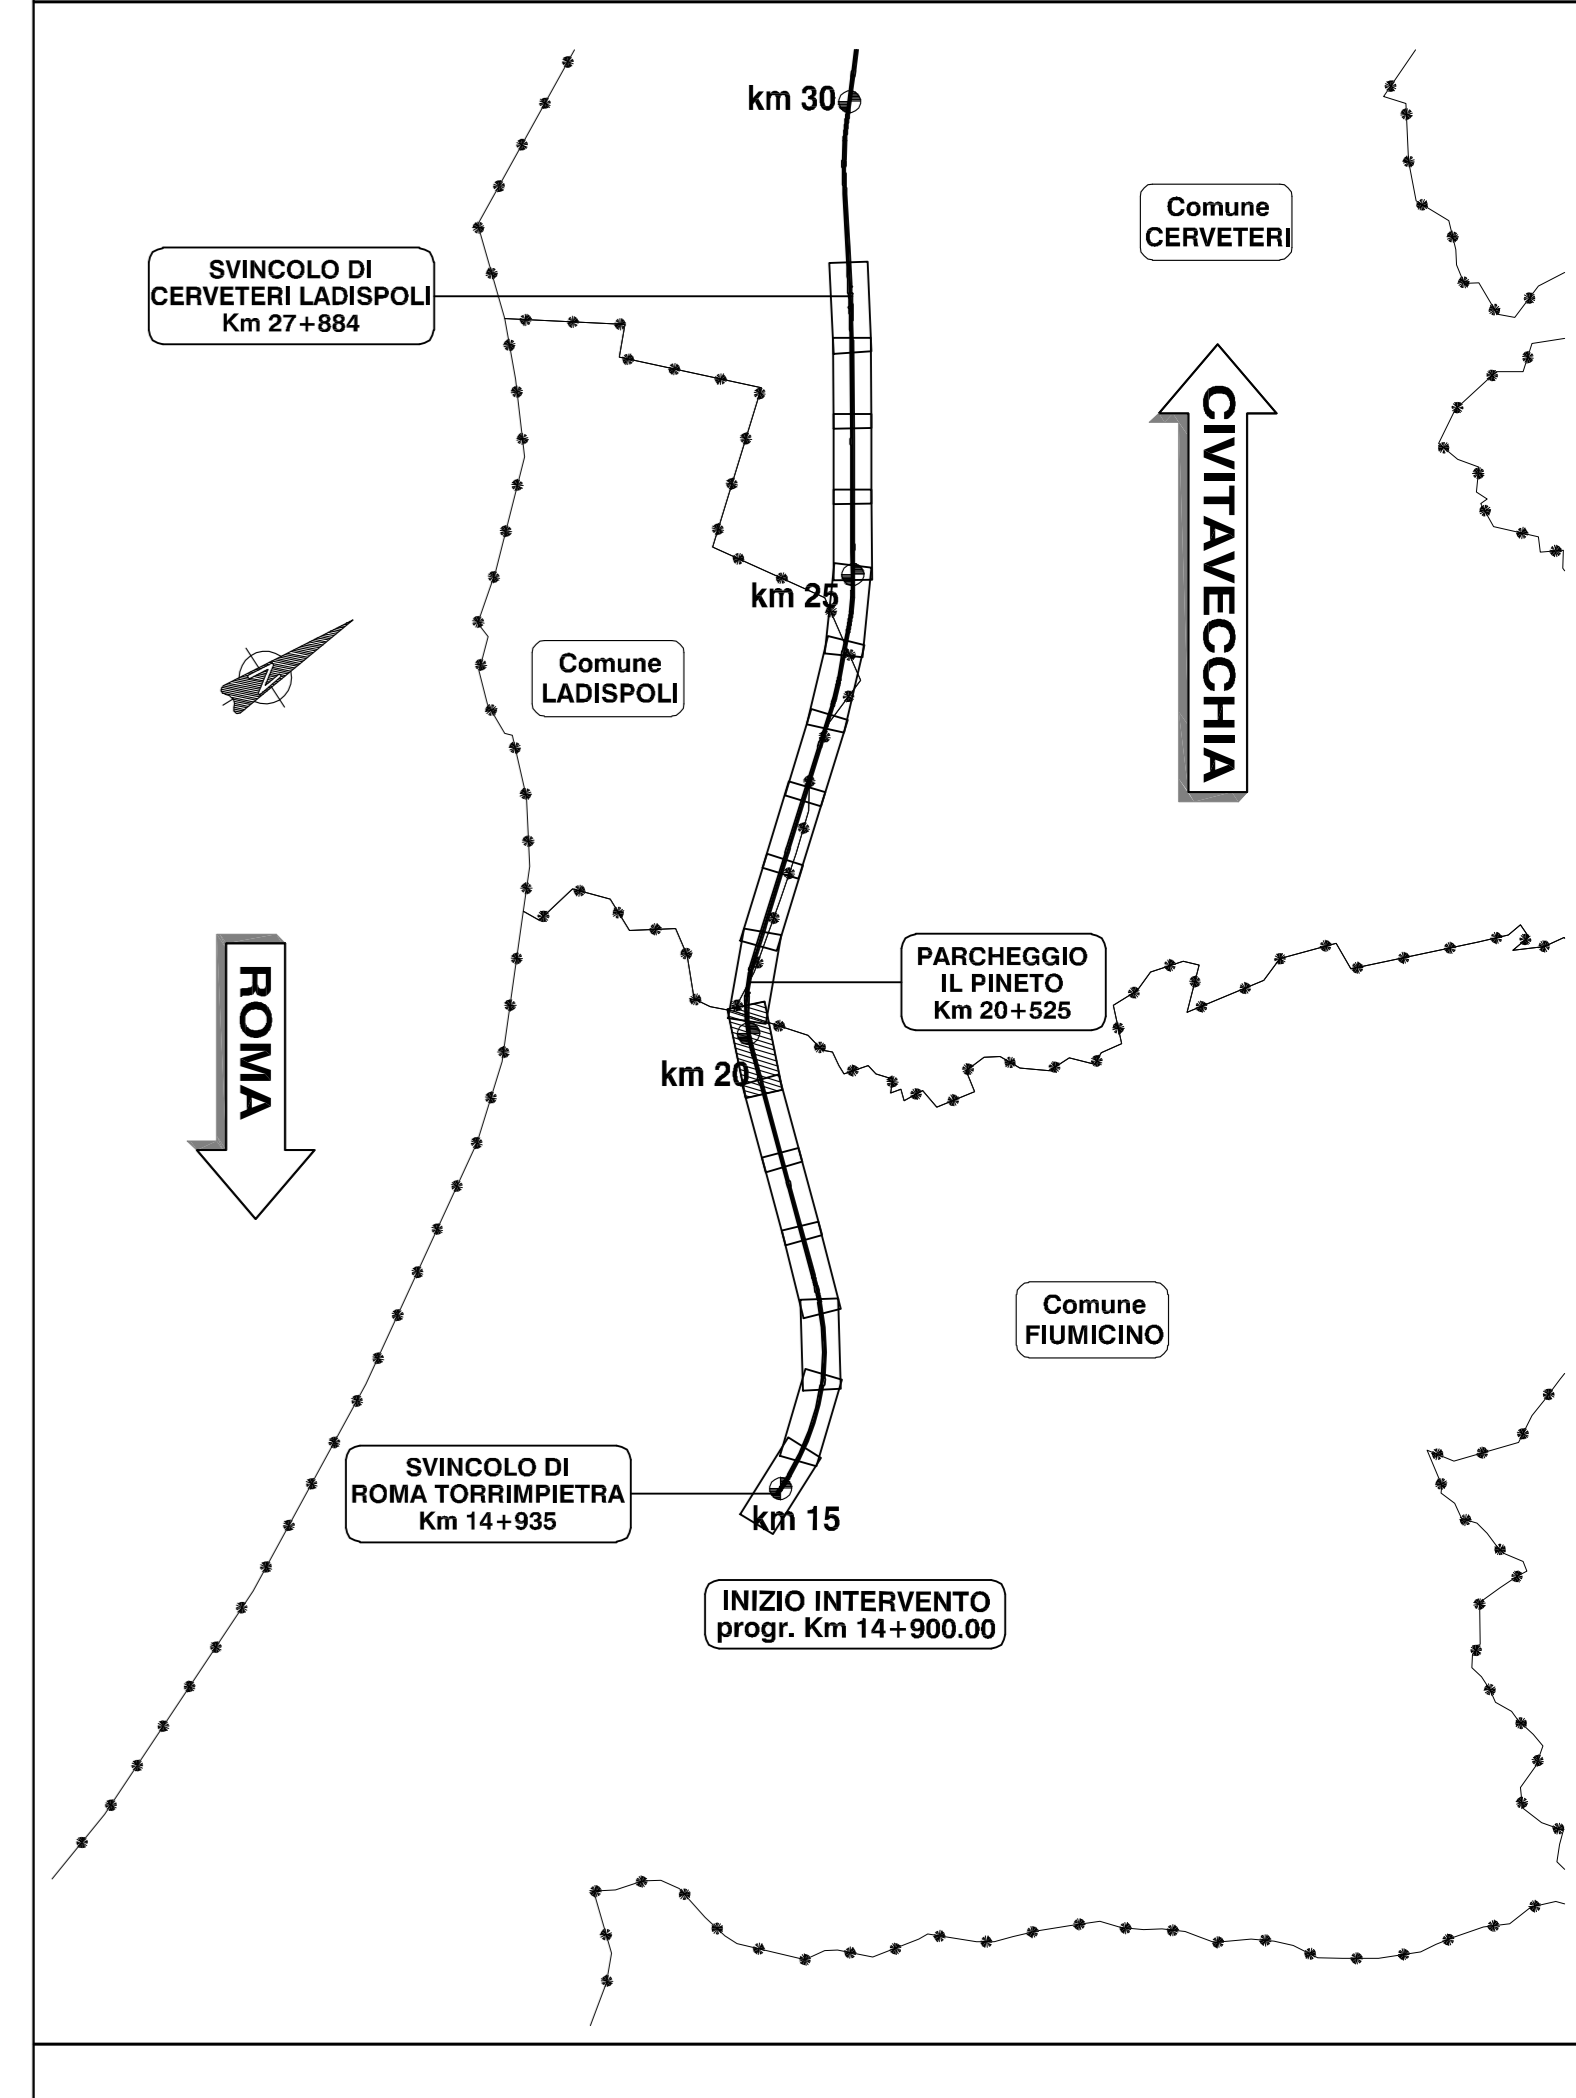 km 30
Comune
CERVETERI
SVINCOLO DI
CERVETERI LADISPOLI
Km 27+884
CIVITAVECCHIA
km 25
Comune
LADISPOLI
N
ROMA
PARCHEGGIO
IL PINETO
Km 20+525
km 20
Comune
FIUMICINO
SVINCOLO DI
ROMA TORRIMPIETRA
Km 14+935
km 15
INIZIO INTERVENTO
progr. Km 14+900.00